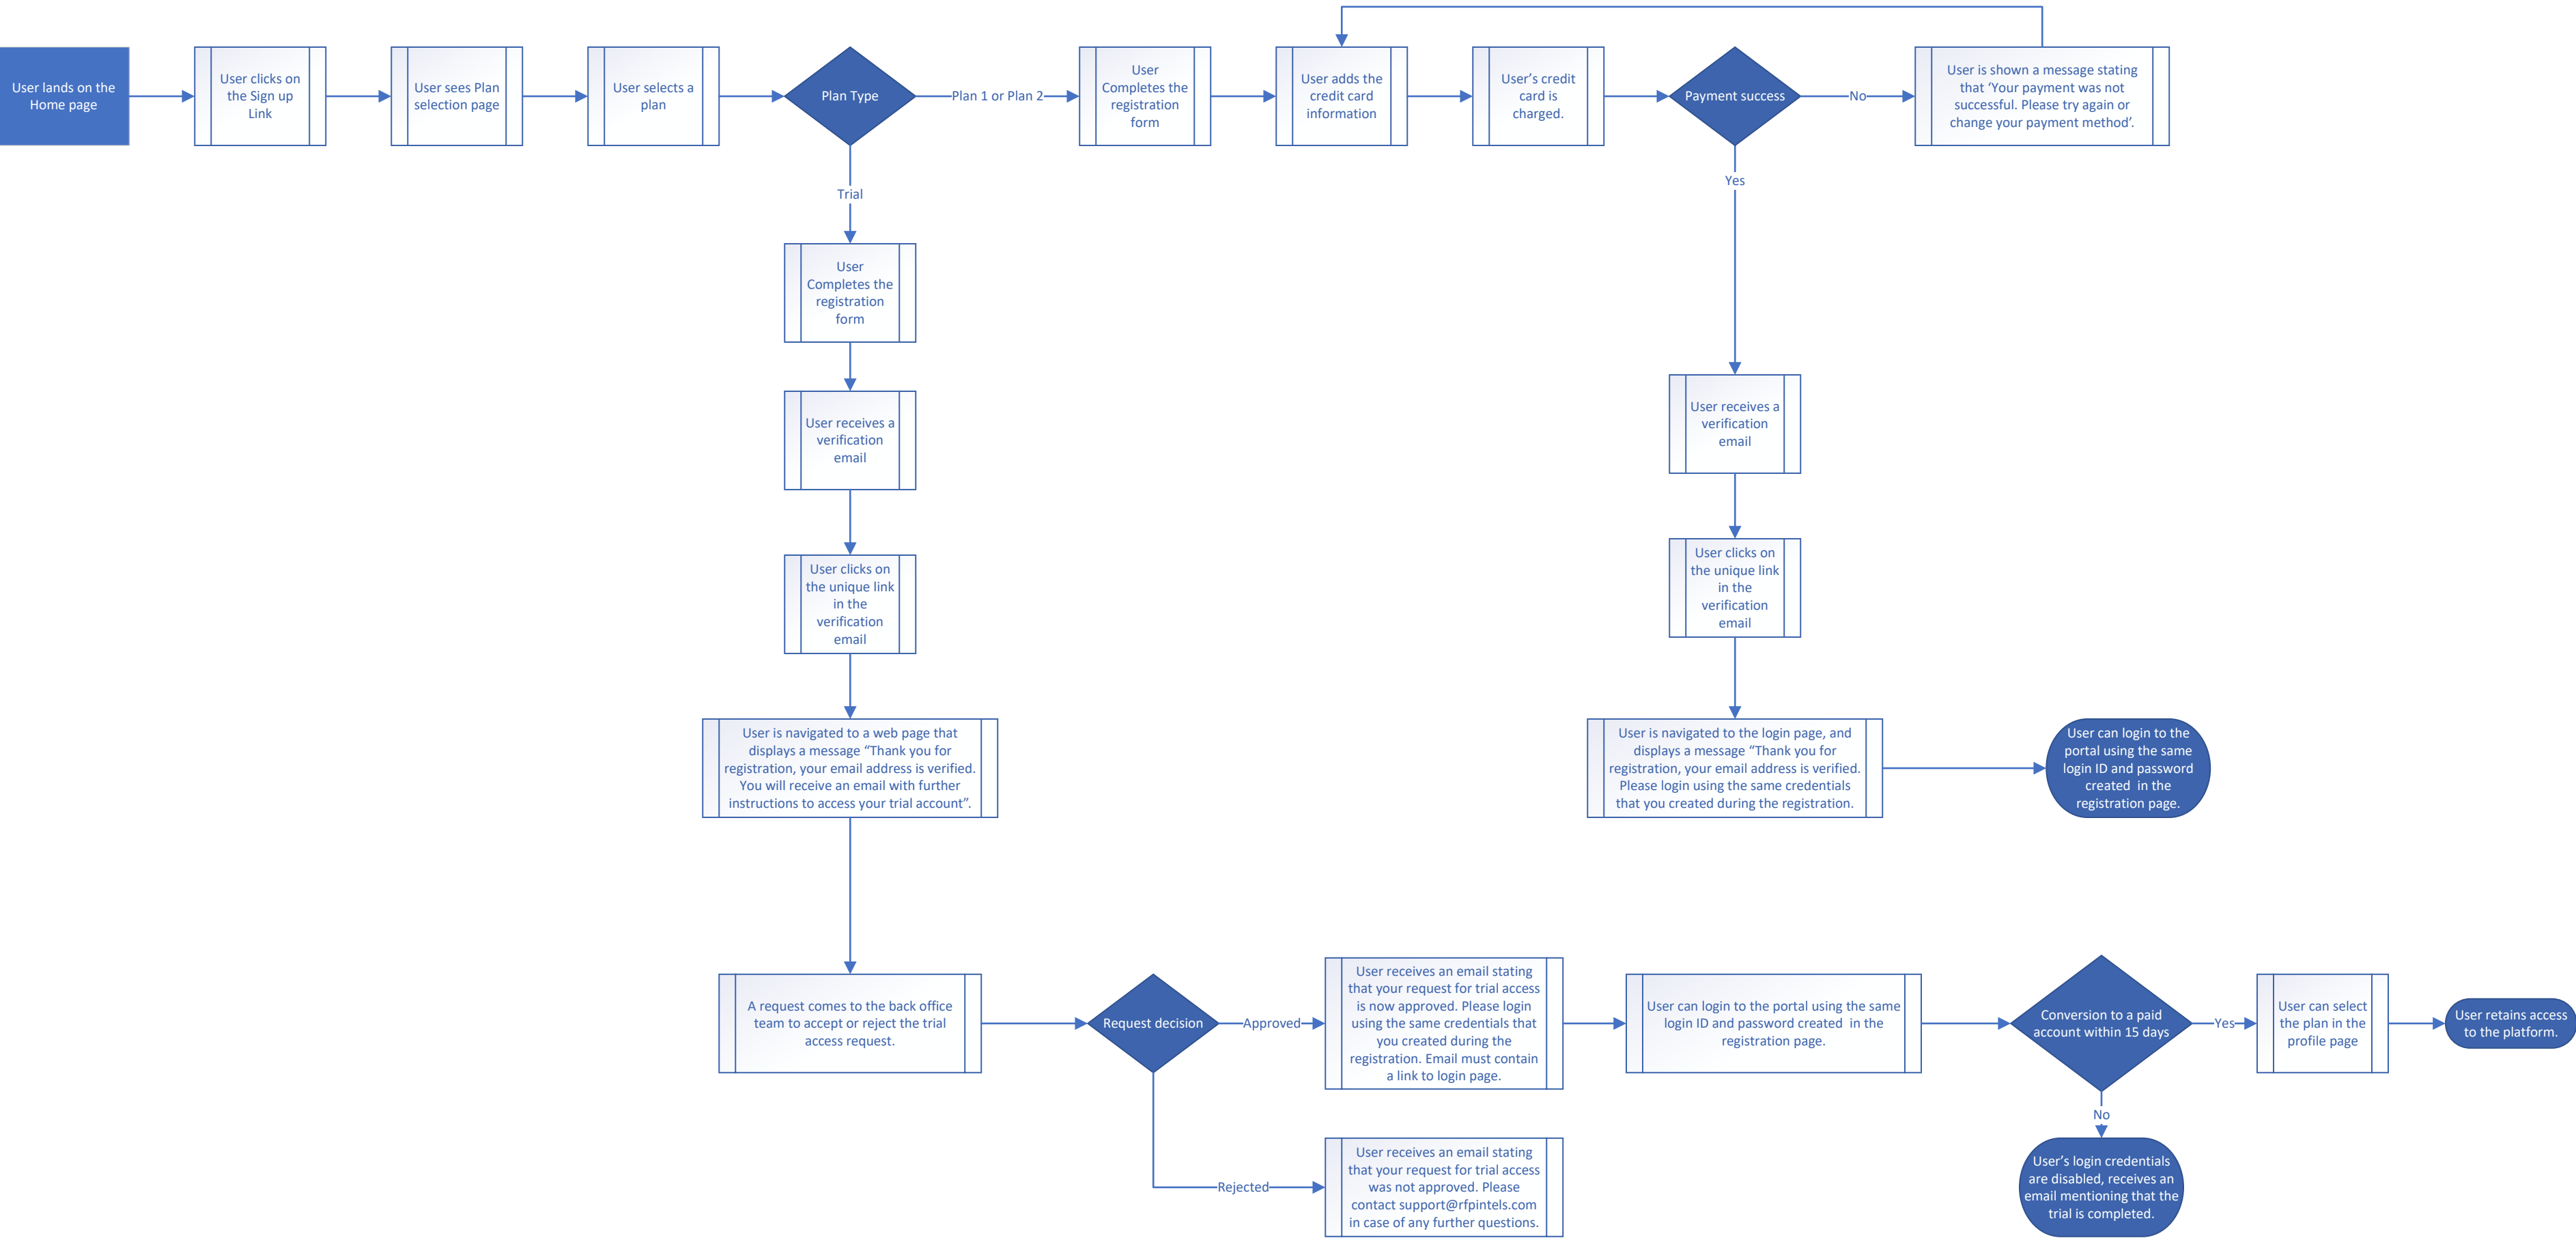 User lands on the
Home page
User clicks on
the Sign up
Link
User sees Plan
selection page
User selects a
plan
Plan Type
Plan 1 or Plan 2
User
Completes the
registration
form
User adds the
credit card
information
User’s credit
card is
charged.
Payment success
No
User is shown a message stating
that ‘Your payment was not
successful. Please try again or
change your payment method’.
Trial
Yes
User
Completes the
registration
form
User receives a
verification
email
User clicks on
the unique link
in the
verification
email
User is navigated to a web page that
displays a message “Thank you for
registration, your email address is verified.
You will receive an email with further
instructions to access your trial account”.
User receives a
verification
email
User clicks on
the unique link
in the
verification
email
User is navigated to the login page, and
displays a message “Thank you for
registration, your email address is verified.
Please login using the same credentials
that you created during the registration.
User can login to the
portal using the same
login ID and password
created  in the
registration page.
A request comes to the back office
team to accept or reject the trial
access request.
Request decision
Approved
User receives an email stating
that your request for trial access
is now approved. Please login
using the same credentials that
you created during the
registration. Email must contain
a link to login page.
User can login to the portal using the same
login ID and password created  in the
registration page.
Conversion to a paid
account within 15 days
Yes
User can select
the plan in the
profile page
User retains access
to the platform.
No
User’s login credentials
are disabled, receives an
email mentioning that the
trial is completed.
Rejected
User receives an email stating
that your request for trial access
was not approved. Please
contact support@rfpintels.com
in case of any further questions.